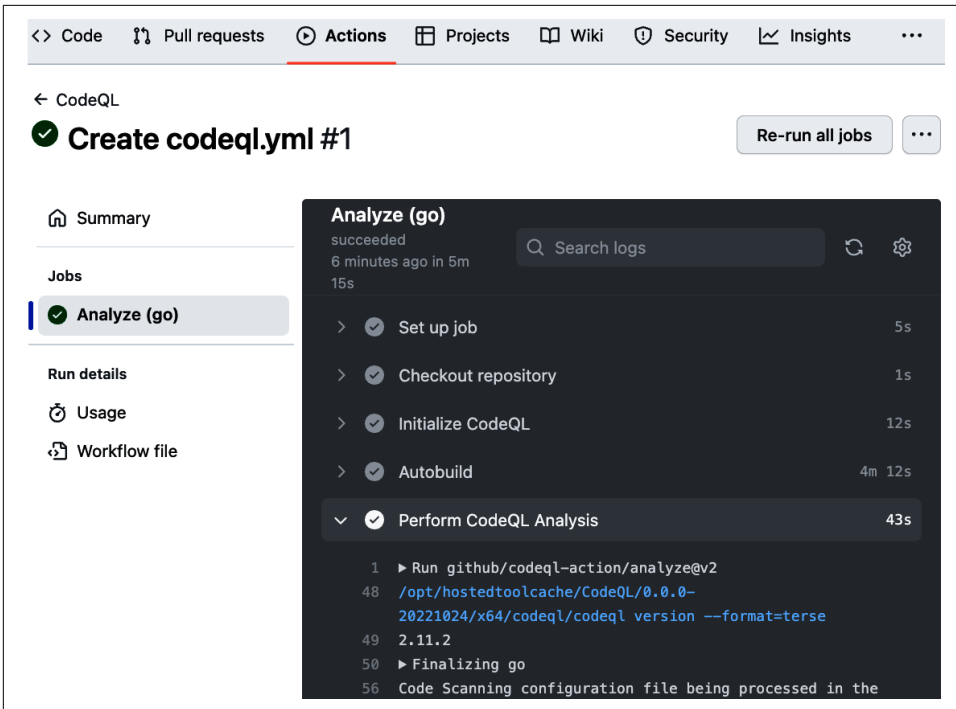 Code Pull requests Actions Projects Wiki Security Insights ...
← CodeQL
Create codeql.yml #1
Re-run all jobs ...
Summary
Jobs
Analyze (go)
Run details
Usage
Workflow file
Analyze (go)
succeeded
6 minutes ago in 5m
15s
Search logs
Set up job 5s
Checkout repository 1s
Initialize CodeQL 12s
Autobuild 4m 12s
Perform CodeQL Analysis 43s
1 ▶ Run github/codeql-action/analyze@v2
48 /opt/hostedtoolcache/CodeQL/0.0.0-
20221024/x64/codeql/codeql version --format=terse
49 2.11.2
50 ▶ Finalizing go
56 Code Scanning configuration file being processed in the